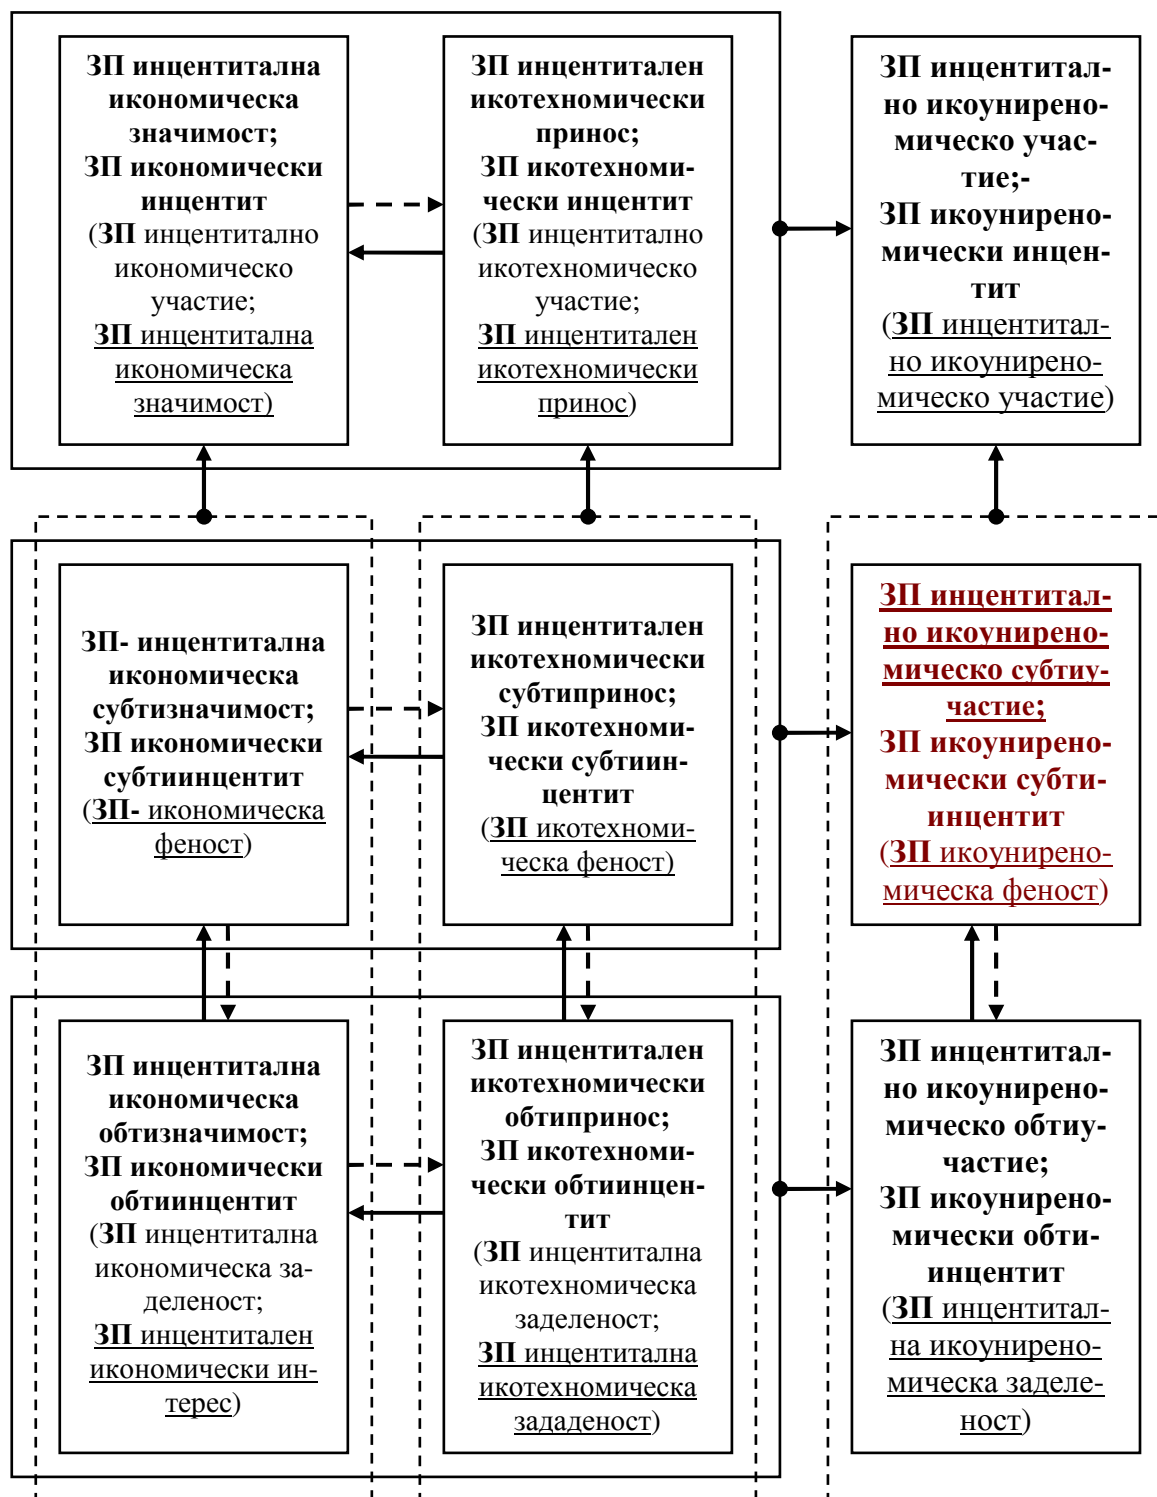 ЗП инцентитална
икономическа
значимост;
ЗП икономически
инцентит
(ЗП инцентитално
икономическо
участие;
ЗП инцентитална
икономическа
значимост)
ЗП инцентитален
икотехномически
принос;
ЗП икотехноми-
чески инцентит
(ЗП инцентитално
икотехномическо
участие;
ЗП инцентитален
икотехномически
принос)
ЗП инцентитал-
но икоуниреномическо
мическо учас-
тие;-
ЗП икоунирено-
мически инцен-
тит
(ЗП инцентитал-
но икоунирено-
мическо участие)
ЗП- инцентитална
икономическа
субтизначимост;
ЗП икономически
субтиинцентит
(ЗП- икономическа
феност)
ЗП инцентитален
икотехномически
субтипринос;
ЗП икотехноми-
чески субтиин-
центит
(ЗП икотехноми-
ческа феност)
ЗП инцентитал-
но икоунирено-
мическо субтиу-
частие;
ЗП икоунирено-
мически субти-
инцентит
(ЗП икоунирено-
мическа феност)
ЗП инцентитална
икономическа
обтизначимост;
ЗП икономически
обтиинцентит
(ЗП инцентитална
икономическа за-
деленост;
ЗП инцентитален
икономически ин-
терес)
ЗП инцентитален
икотехномически
обтипринос;
ЗП икотехноми-
чески обтиинцен-
тит
(ЗП инцентитална
икотехномическа
заделеност;
ЗП инцентитална
икотехномическа
зададеност)
ЗП инцентитал-
но икоунирено-
мическо обтиу-
частие;
ЗП икоунирено-
мически обти-
инцентит
(ЗП инцентитал-
на икоунирено-
мическа заделе-
ност)